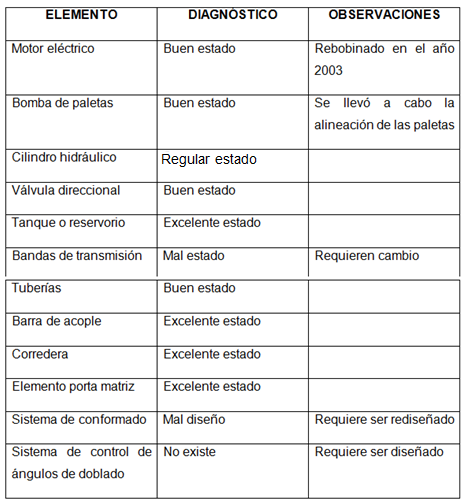 ELEMENTO DIAGNÓSTICO OBSERVACIONES
Motor eléctrico Buen estado Rebobinado en el año
2003
Bomba de paletas Buen estado Se llevó a cabo la
alineación de las paletas
Cilindro hidráulico Regular estado
Válvula direccional Buen estado
Tanque o reservorio Excelente estado
Bandas de transmisión Mal estado Requieren cambio
Tuberías Buen estado
Barra de acople Excelente estado
Corredera Excelente estado
Elemento porta matriz Excelente estado
Sistema de conformado Mal diseño Requiere ser rediseñado
Sistema de control de No existe Requiere ser diseñado
ángulos de doblado